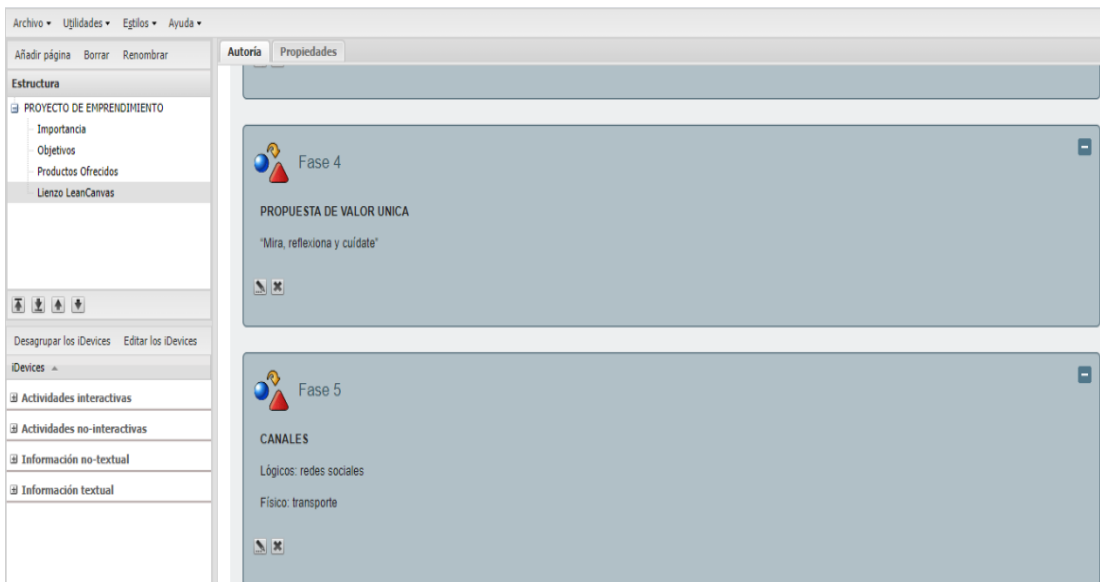 Archivo Utilidades Estilos Ayuda
Añadir página Borrar Renombrar
Autoría Propiedades
Estructura
PROYECTO DE EMPRENDIMIENTO
Importancia
Objetivos
Productos Ofrecidos
Lienzo LeanCanvas
Desagrupar los iDevices Editar los iDevices
iDevices
Actividades interactivas
Actividades no-interactivas
Información no-textual
Información textual
Fase 4
PROPUESTA DE VALOR UNICA
“Mira, reflexiona y cuídate”
Fase 5
CANALES
Lógicos: redes sociales
Físico: transporte